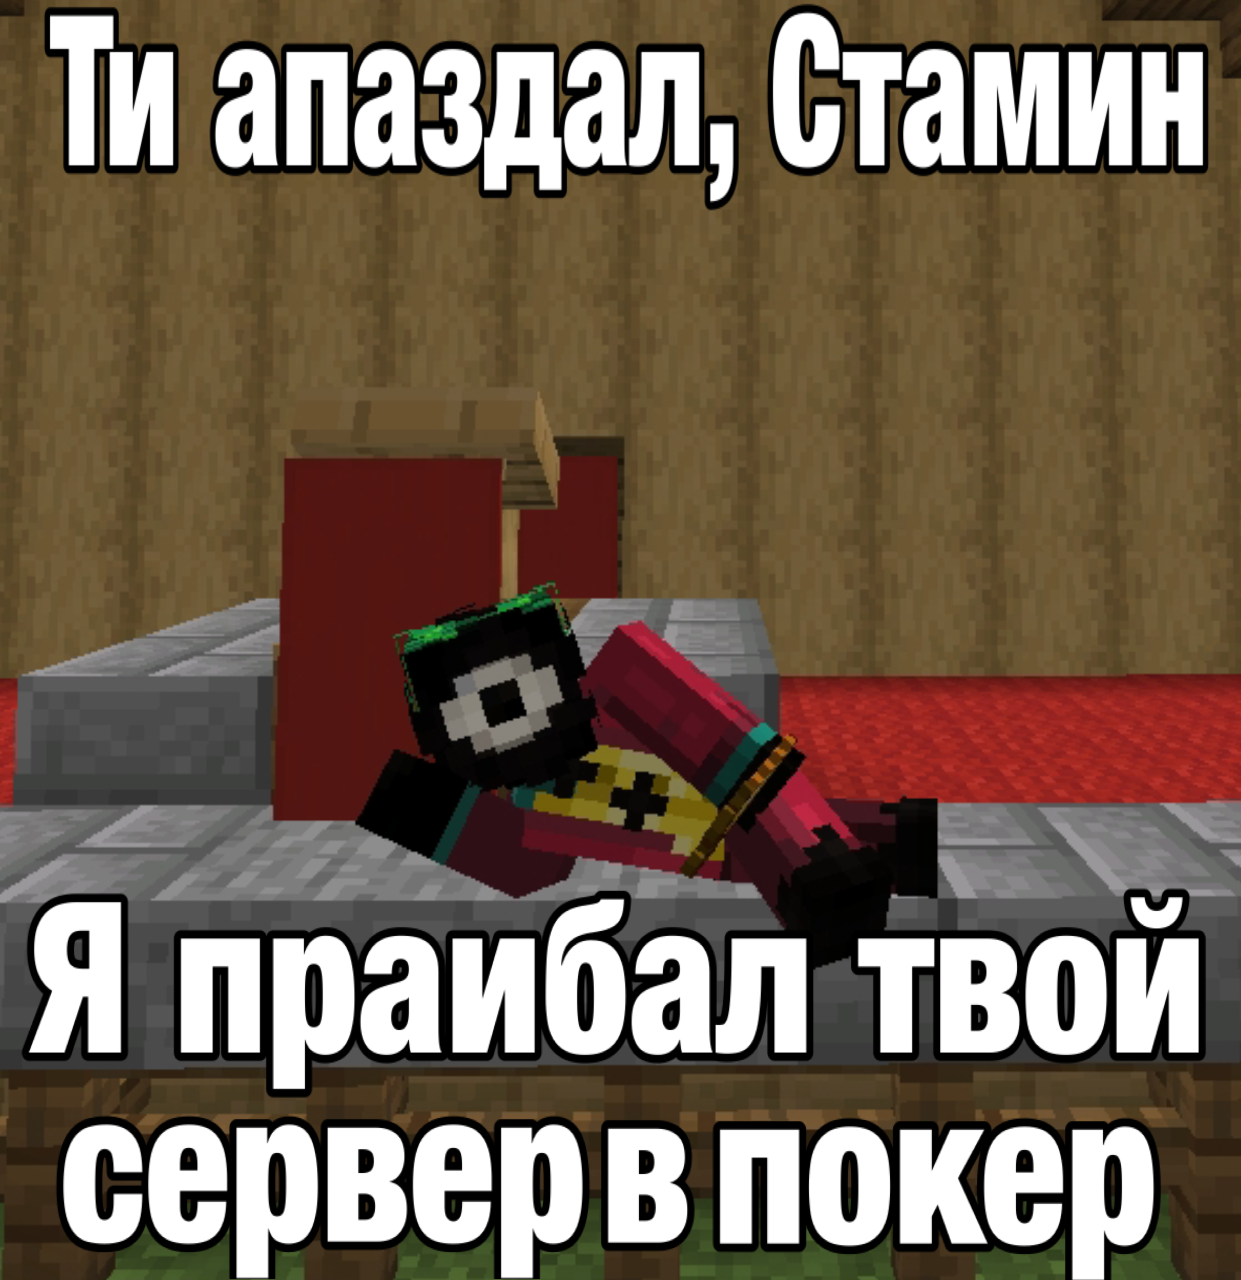 Ти апаздал, Стамин
Я праибал твой
сервер в покер